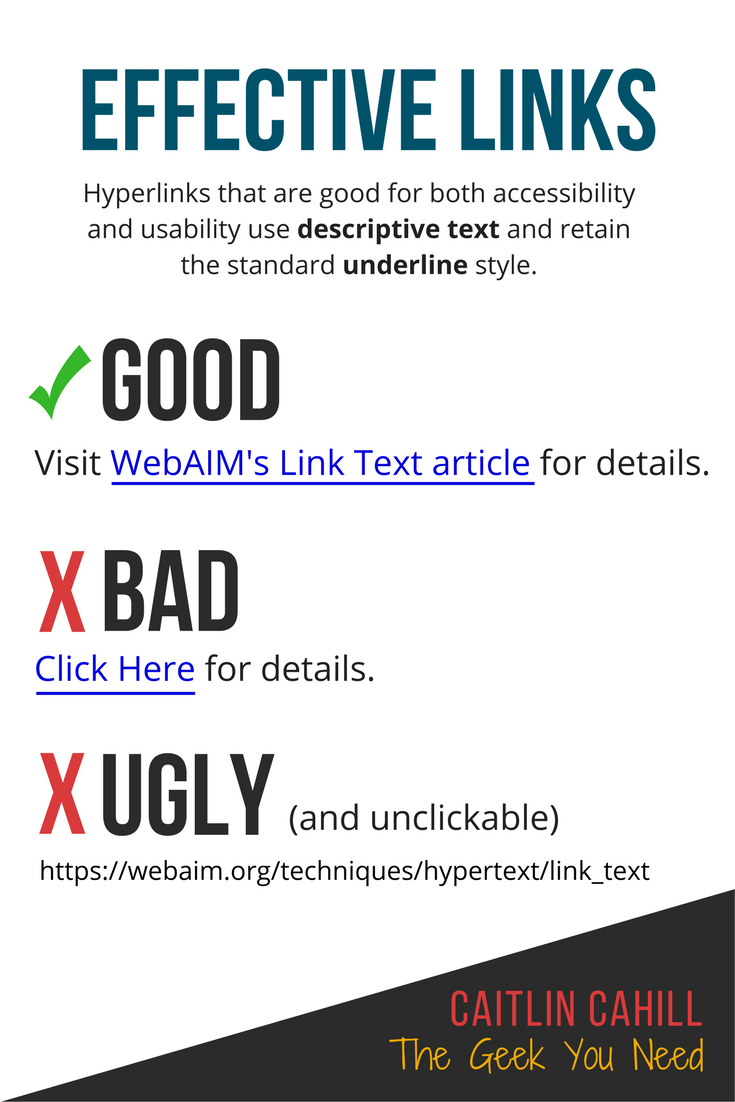 EFFECTIVE LINKS
Hyperlinks that are good for both accessibility
and usability use descriptive text and retain
the standard underline style.
GOOD
Visit WebAIM's Link Text article for details.
X BAD
Click Here for details.
X UGLY (and unclickable)
https://webaim.org/techniques/hypertext/link_text
CAITLIN CAHILL
The Geek You Need